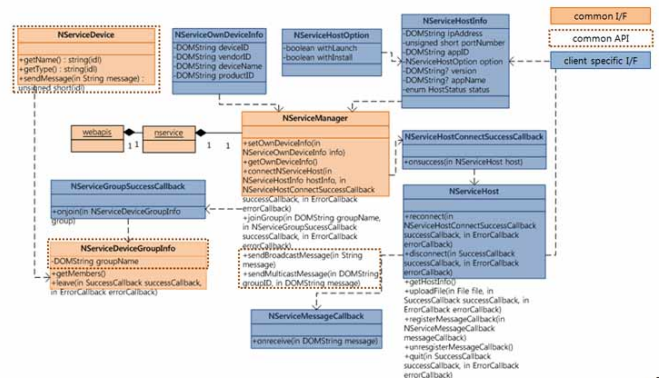 NServiceDevice
+getName() : string(idl)
+getType() : string(idl)
+sendMessage(in String message) :
unsigned short(idl)
NServiceOwnDeviceInfo
-DOMString deviceID
-DOMString vendorID
-DOMString deviceName
-DOMString productID
NServiceHostOption
-boolean withLaunch
-boolean withInstall
NServiceHostInfo
-DOMString ipAddress
-unsigned short portNumber
-DOMString appID
-NServiceHostOption option
-DOMString? version
-DOMString? appName
-enum HostStatus status
common I/F
common API
client specific I/F
webapis
1
1
nservice
1
1
NServiceManager
+setOwnDeviceInfo(in
NServiceOwnDeviceInfo info)
+getOwnDeviceInfo()
+connectNServiceHost(in
NServiceHostInfo hostInfo, in
NServiceHostConnectSuccessCallback
successCallback, in ErrorCallback
errorCallback)
+joinGroup(in DOMString groupName,
in NServiceGroupSuccessCallback
successCallback, in ErrorCallback
errorCallback)
+sendBroadcastMessage(in String
message)
+sendMulticastMessage(in DOMString
groupID, in DOMString message)
NServiceHostConnectSuccessCallback
+onsuccess(in NServiceHost host)
NServiceGroupSuccessCallback
+onjoin(in NServiceDeviceGroupInfo
group)
NServiceDeviceGroupInfo
-DOMString groupName
+getMembers()
+leave(in SuccessCallback successCallback,
in ErrorCallback errorCallback)
NServiceHost
+reconnect(in
NServiceHostConnectSuccessCallback
successCallback, in ErrorCallback
errorCallback)
+disconnect(in SuccessCallback
successCallback, in ErrorCallback
errorCallback)
+getHostInfo()
+uploadFile(in File file, in
SuccessCallback successCallback, in
ErrorCallback errorCallback)
+registerMessageCallback(in
NServiceMessageCallback
messageCallback)
+unresgisterMessageCallback()
+quit(in SuccessCallback
successCallback, in ErrorCallback
errorCallback)
NServiceMessageCallback
+onreceive(in DOMString message)